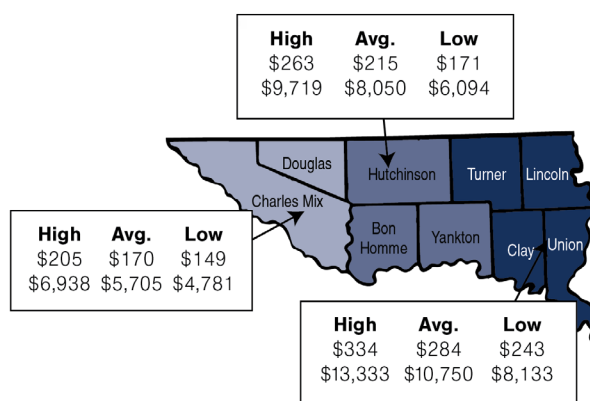 High Avg. Low
$263 $215 $171
$9,719 $8,050 $6,094
Douglas
Hutchinson
Turner
Lincoln
Charles Mix
Bon
Homme
Yankton
Clay
Union
High Avg. Low
$205 $170 $149
$6,938 $5,705 $4,781
High Avg. Low
$334 $284 $243
$13,333 $10,750 $8,133